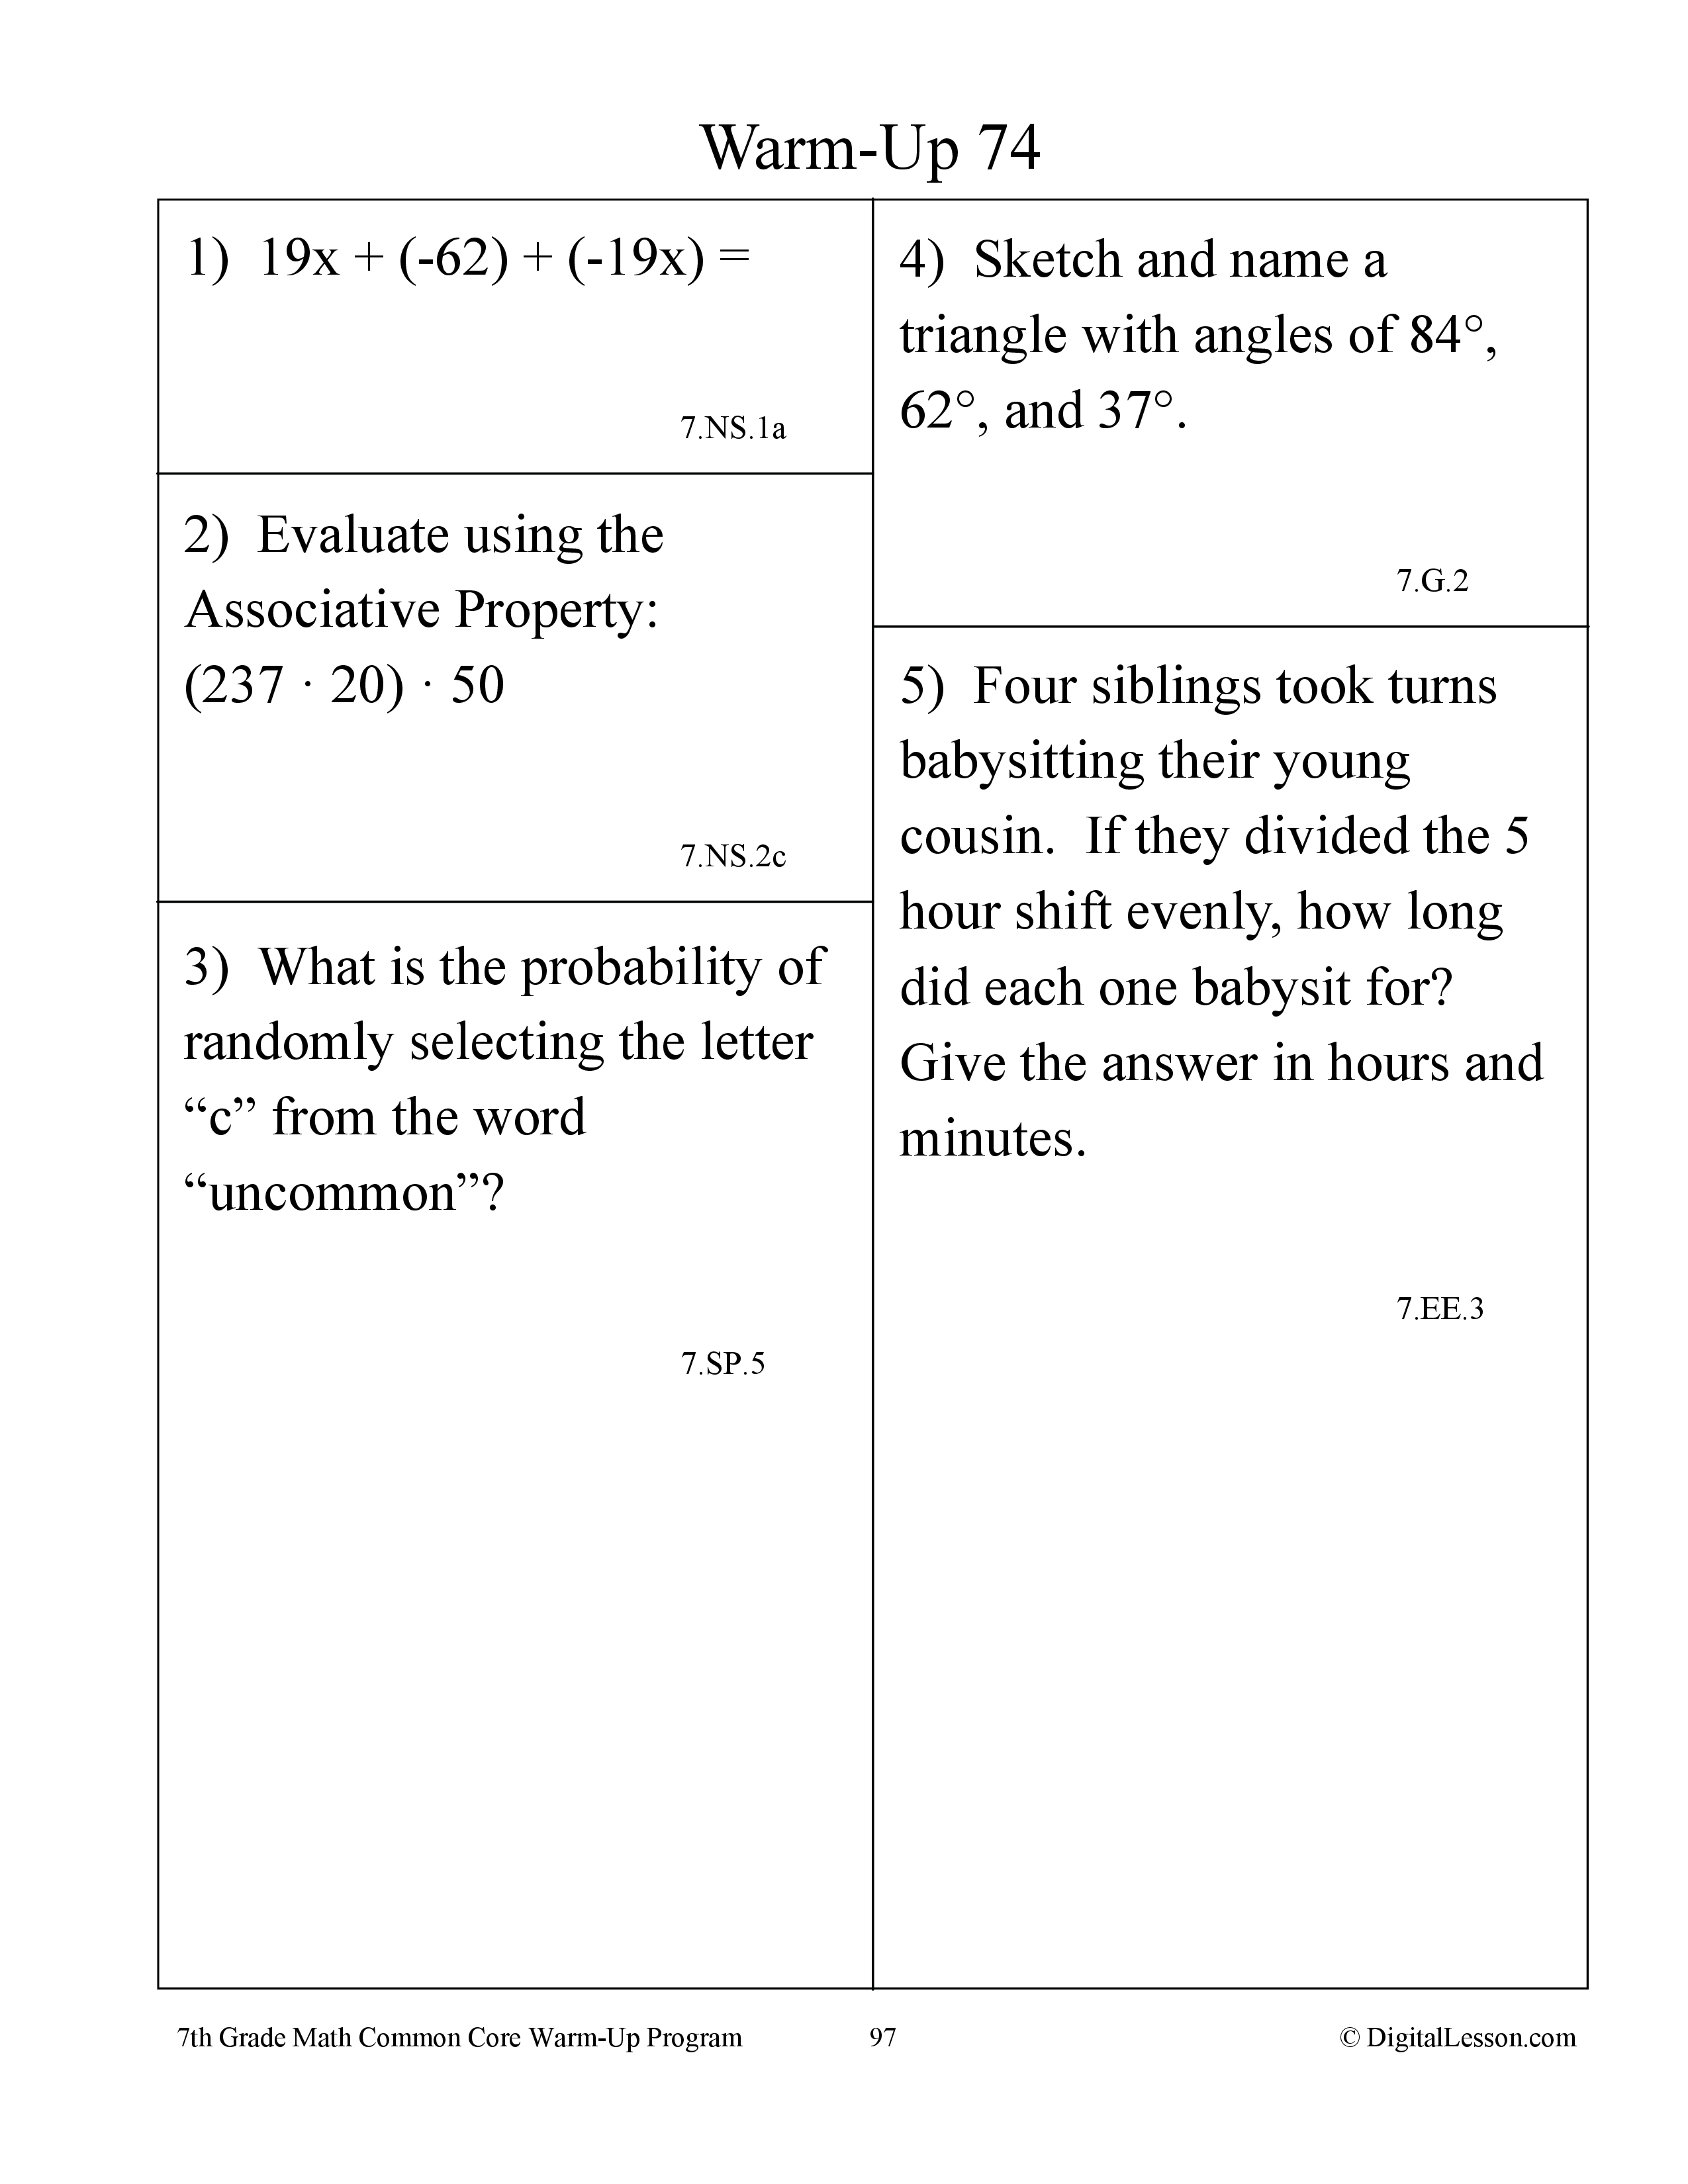 Warm-Up 74
1)  19x + (-62) + (-19x) =
7.NS.1a
2)  Evaluate using the
Associative Property:
(237 · 20) · 50
7.NS.2c
3)  What is the probability of
randomly selecting the letter
“c” from the word
“uncommon”?
7.SP.5
4)  Sketch and name a
triangle with angles of 84°,
62°, and 37°.
7.G.2
5)  Four siblings took turns
babysitting their young
cousin.  If they divided the 5
hour shift evenly, how long
did each one babysit for?
Give the answer in hours and
minutes.
7.EE.3
7th Grade Math Common Core Warm-Up Program
97
© DigitalLesson.com